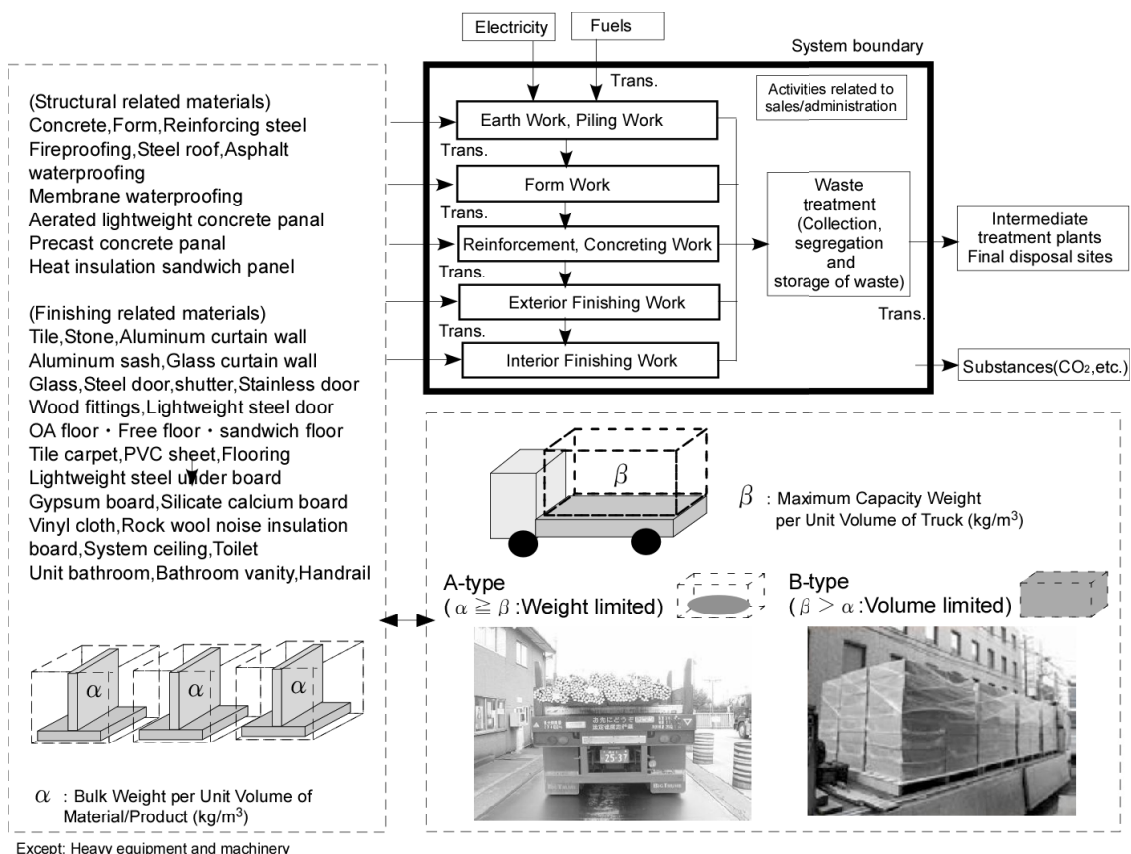 Electricity
Fuels
System boundary
Trans.
Activities related to
sales/administration
(Structural related materials)
Concrete,Form,Reinforcing steel
Fireproofing,Steel roof,Asphalt
waterproofing
Membrane waterproofing
Aerated lightweight concrete panal
Precast concrete panal
Heat insulation sandwich panel
(Finishing related materials)
Tile,Stone,Aluminum curtain wall
Aluminum sash,Glass curtain wall
Glass,Steel door,shutter,Stainless door
Wood fittings,Lightweight steel door
OA floor・Free floor・sandwich floor
Tile carpet,PVC sheet,Flooring
Lightweight steel under board
Gypsum board,Silicate calcium board
Vinyl cloth,Rock wool noise insulation
board,System ceiling,Toilet
Unit bathroom,Bathroom vanity,Handrail
Earth Work, Piling Work
Trans.
Form Work
Trans.
Reinforcement, Concreting Work
Trans.
Exterior Finishing Work
Trans.
Interior Finishing Work
Waste
treatment
(Collection,
segregation
and
storage of waste)
Trans.
Intermediate
treatment plants
Final disposal sites
Substances(CO₂,etc.)
β
β : Maximum Capacity Weight
per Unit Volume of Truck (kg/m³)
A-type
(α ≧ β :Weight limited)
B-type
(β > α :Volume limited)
お先にどうぞ
25-37
α
α
α
α : Bulk Weight per Unit Volume of
Material/Product (kg/m³)
Except: Heavy equipment and machinery